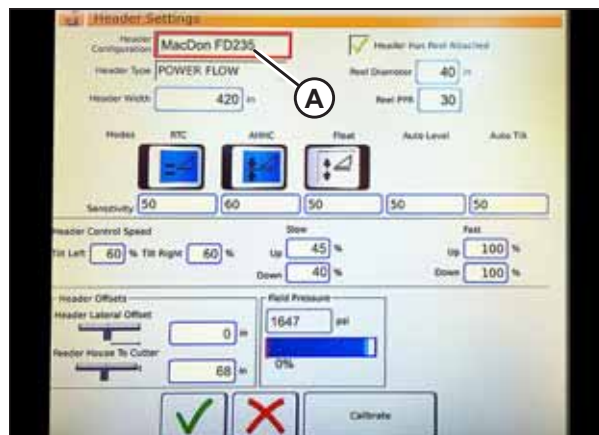 Header Settings
Header Configuration MacDon FD235 Header Has Reel Attached
Header Type POWER FLOW Reel Diameter 40 in
Header Width 420 in A Reel PPR 30
Modes RTC AHHC Float Auto Level Auto Tilt
Sensitivity 50 60 50 50 50
Header Control Speed Slow Fast
Tilt Left 60 % Tilt Right 60 % Up 45 % Up 100 %
Down 40 % Down 100 %
Header Offsets Field Pressure
Header Lateral Offset 1647 psi
0 in
Feeder House To Cutter 0%
68 in
Calibrate